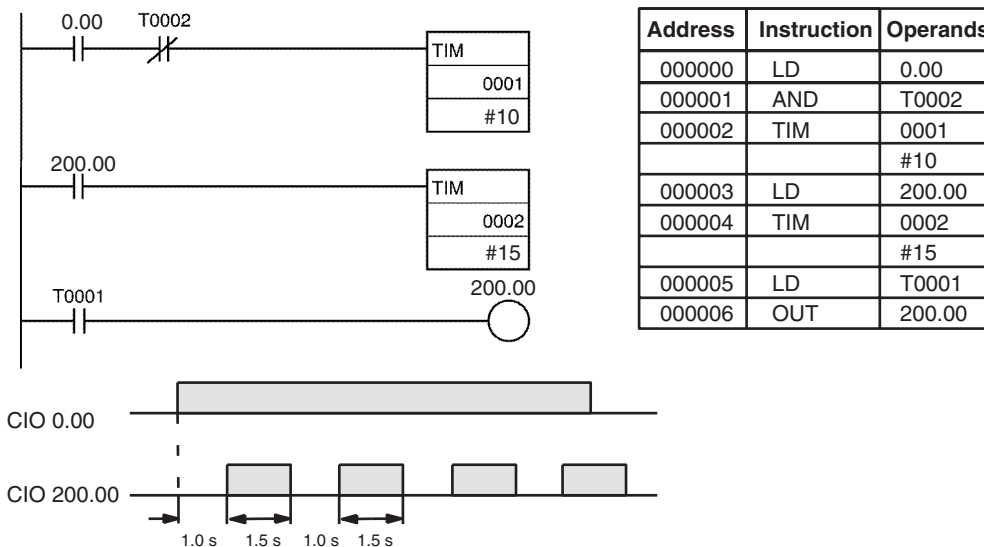 0.00 T0002
TIM
0001
#10
200.00
TIM
0002
#15
T0001
200.00
Address Instruction Operands
000000 LD 0.00
000001 AND T0002
000002 TIM 0001
#10
000003 LD 200.00
000004 TIM 0002
#15
000005 LD T0001
000006 OUT 200.00
CIO 0.00
CIO 200.00
1.0 s 1.5 s 1.0 s 1.5 s